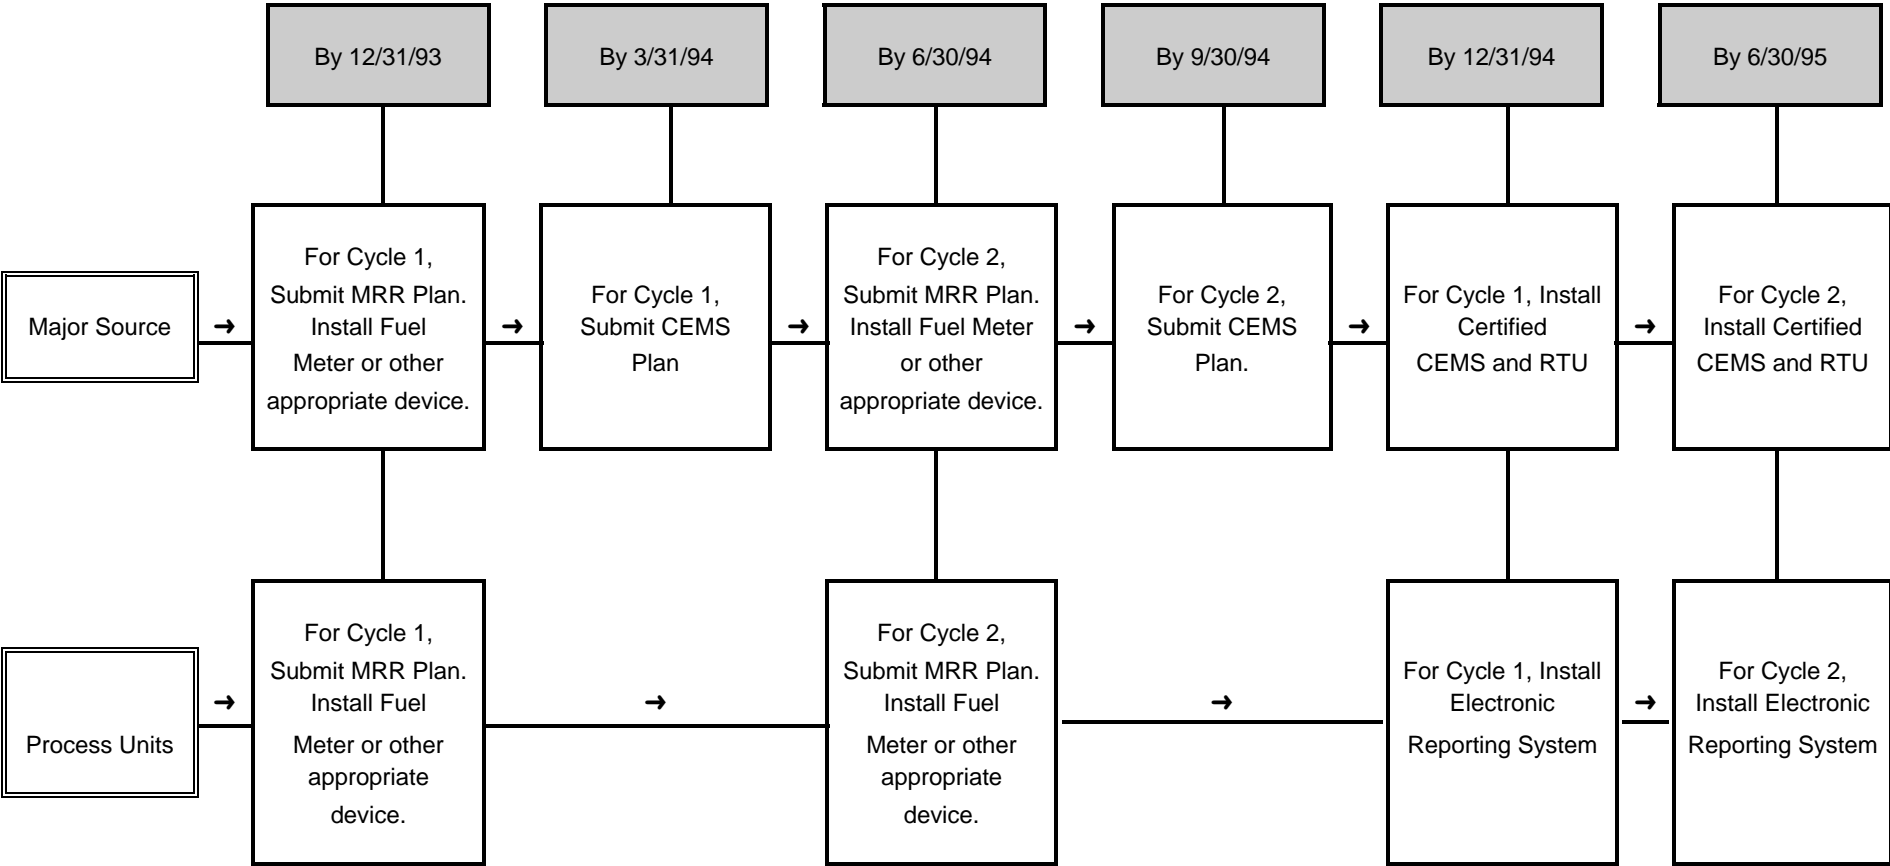 By 12/31/93
By 3/31/94
By 6/30/94
By 9/30/94
By 12/31/94
By 6/30/95
Major Source
→
For Cycle 1,
Submit MRR Plan.
Install Fuel
Meter or other
appropriate device.
→
For Cycle 1,
Submit CEMS
Plan
→
For Cycle 2,
Submit MRR Plan.
Install Fuel Meter
or other
appropriate device.
→
For Cycle 2,
Submit CEMS
Plan.
→
For Cycle 1, Install
Certified
CEMS and RTU
→
For Cycle 2,
Install Certified
CEMS and RTU
Process Units
→
For Cycle 1,
Submit MRR Plan.
Install Fuel
Meter or other
appropriate
device.
→
For Cycle 2,
Submit MRR Plan.
Install Fuel
Meter or other
appropriate
device.
→
For Cycle 1, Install
Electronic
Reporting System
→
For Cycle 2,
Install Electronic
Reporting System